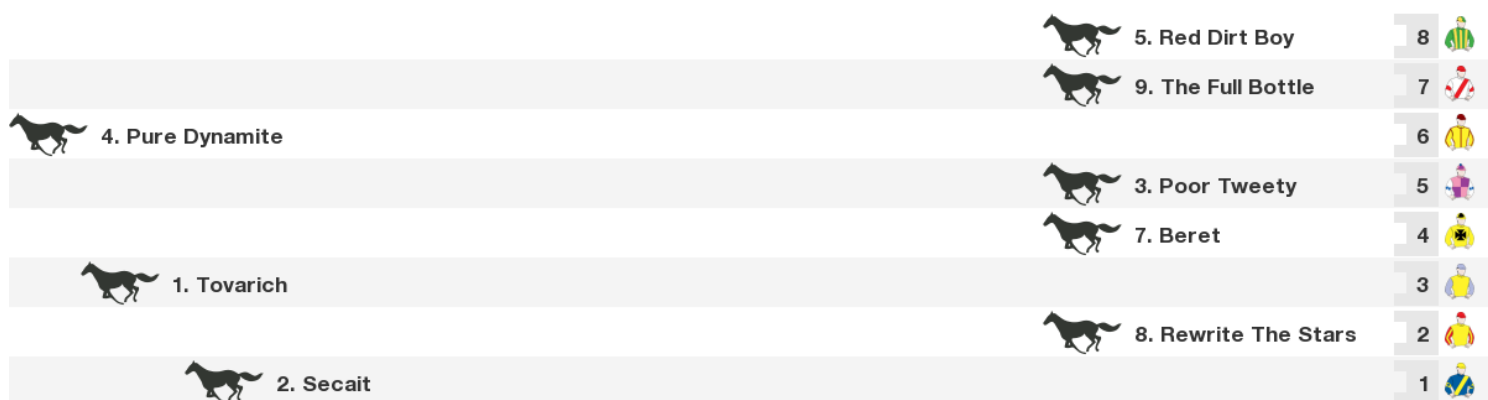 5. Red Dirt Boy 8
9. The Full Bottle 7
4. Pure Dynamite 6
3. Poor Tweety 5
7. Beret 4
1. Tovarich 3
8. Rewrite The Stars 2
2. Secait 1